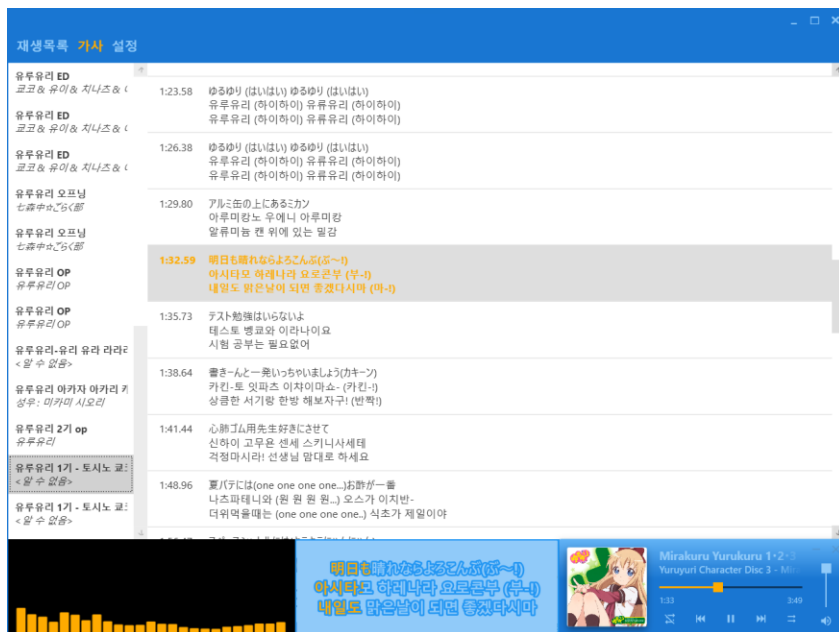 재생목록 가사 설정
유루유리 ED
쿄코 & 유이 & 치나츠 &
유루유리 ED
쿄코 & 유이 & 치나츠 &
유루유리 ED
쿄코 & 유이 & 치나츠 &
유루유리 오프닝
七森中☆ごらく部
유루유리 오프닝
七森中☆ごらく部
유루유리 OP
유루유리 OP
유루유리 OP
유루유리 OP
유루유리-유리 유라 라라
<알 수 없음>
유루유리 아카자 아카리
성우 : 미카미 시오리
유루유리 2기 op
유루유리
유루유리 1기 - 토시노
<알 수 없음>
유루유리 1기 - 토시노
<알 수 없음>
1:23.58 ゆるゆり (はいはい) ゆるゆり (はいはい)
유루유리 (하이하이) 유류유리 (하이하이)
유루유리 (하이하이) 유류유리 (하이하이)
1:26.38 ゆるゆり (はいはい) ゆるゆり (はいはい)
유루유리 (하이하이) 유류유리 (하이하이)
유루유리 (하이하이) 유류유리 (하이하이)
1:29.80 アルミ缶の上にあるミカン
아루미캉노 우에니 아루미캉
알류미늄 캔 위에 있는 밀감
1:32.59 明日も晴れならよろこんぶ(ぶ～!)
아시타모 하레나라 요로콘부 (부-!)
내일도 맑은날이 되면 좋겠다시마 (마-!)
1:35.73 テスト勉強はいらないよ
테스토 벵쿄와 이라나이요
시험 공부는 필요없어
1:38.64 書きーんと一発いっちゃいましょう(カキーン)
카킨-토 잇파츠 이챠이마쇼- (카킨-!)
상큼한 서기랑 한방 해보자구! (반짝!)
1:41.44 心肺ゴム用先生好きにさせて
신하이 고무욘 센세 스키니사세테
걱정마시라! 선생님 맘대로 하세요
1:48.96 夏バテには(one one one one...)お酢が一番
나츠파테니와 (원 원 원 원...) 오스가 이치반-
더위먹을때는 (one one one one..) 식초가 제일이야
明日も晴れならよろこんぶ(ぶ～!)
아시타모 하레나라 요로콘부 (부-!)
내일도 맑은날이 되면 좋겠다시마
Mirakuru Yurukuru 1•2•3
Yuruyuri Character Disc 3 - Mir
1:33 3:49